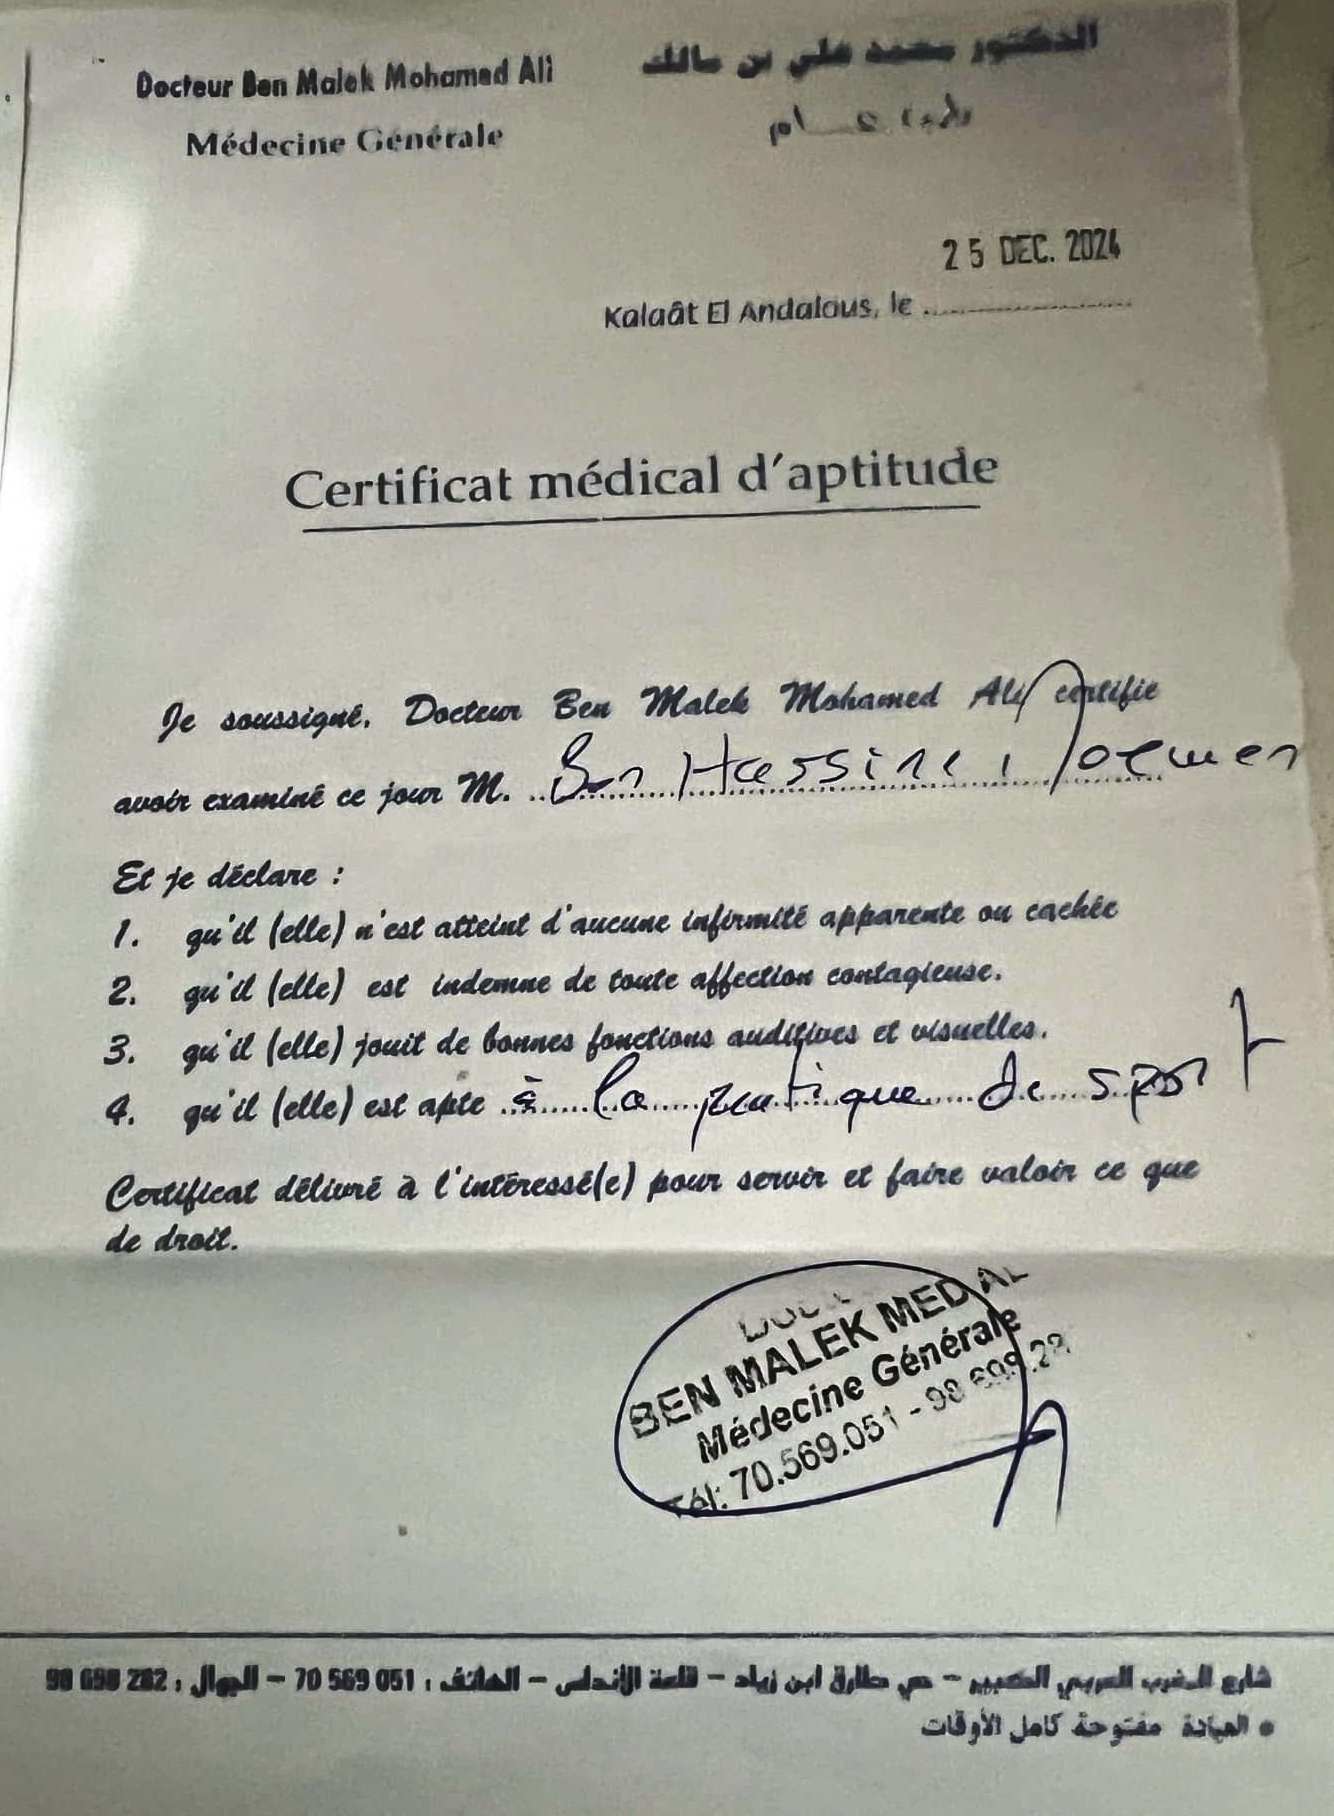 Docteur Ben Malek Mohamed Ali
Médecine Générale
الدكتور محمد علي بن مالك
عام
25 DEC. 2024
Kalaât El Andalous, le
Certificat médical d'aptitude
Je soussigné, Docteur Ben Malek Mohamed Ali certifie
avoir examiné ce jour M. Ben Hassine
Et je déclare :
1. qu'il (elle) n'est atteint d'aucune infirmité apparente ou cachée
2. qu'il (elle) est indemne de toute affection contagieuse.
3. qu'il (elle) jouit de bonnes fonctions auditives et visuelles.
4. qu'il (elle) est apte à la pratique de sport
Certificat délivré à l'intéressé(e) pour servir et faire valoir ce que
de droit.
BEN MALEK MED AL
Médecine Générale
Tél: 70.569.051 - 98
شارع المغرب العربي الكبير - حي طارق ابن زياد - قلعة الأندلس - الهاتف : 70 569 051 - الجوال : 98 698 282
• العيادة مفتوحة كامل الأوقات